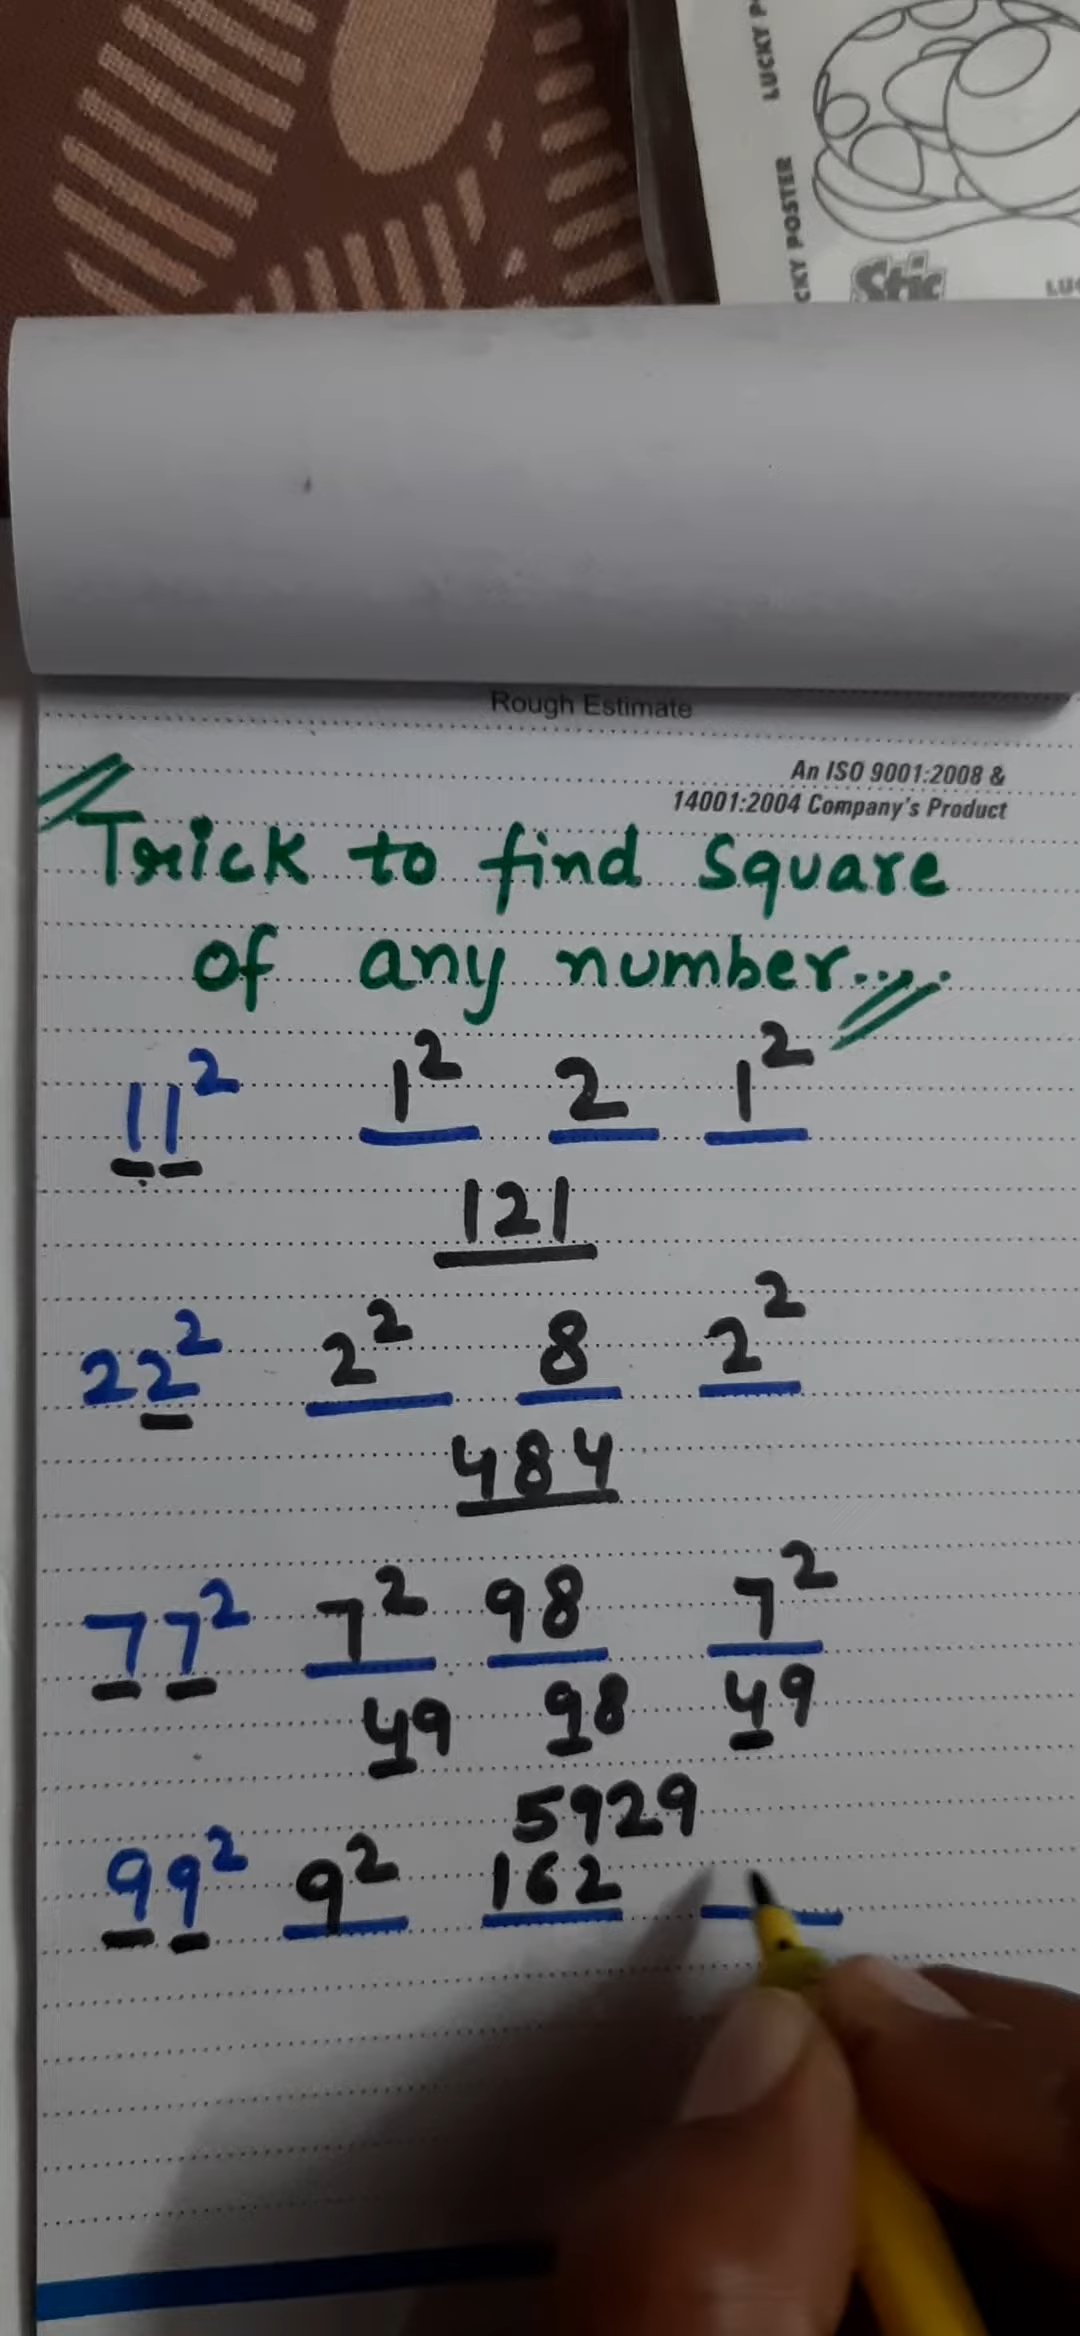 LUCKY P
LUCKY POSTER
Stic
LUC
Rough Estimate
An ISO 9001:2008 &
14001:2004 Company's Product
Trick to find Square
of any number....
11² 1² 2 1²
121
22² 2² 8 2²
484
77² 7² 98 7²
49 98 49
5929
99² 9² 162